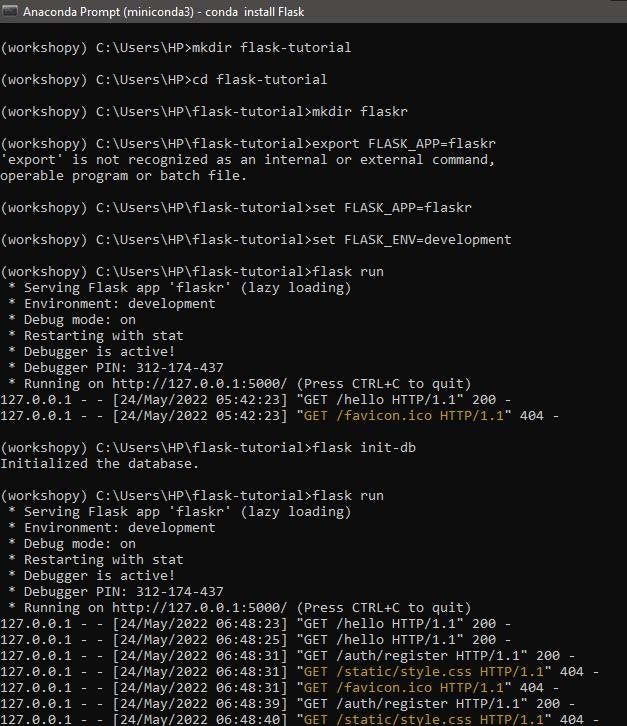 Anaconda Prompt (miniconda3) - conda  install Flask
(workshopy) C:\Users\HP>mkdir flask-tutorial
(workshopy) C:\Users\HP>cd flask-tutorial
(workshopy) C:\Users\HP\flask-tutorial>mkdir flaskr
(workshopy) C:\Users\HP\flask-tutorial>export FLASK_APP=flaskr
'export' is not recognized as an internal or external command,
operable program or batch file.
(workshopy) C:\Users\HP\flask-tutorial>set FLASK_APP=flaskr
(workshopy) C:\Users\HP\flask-tutorial>set FLASK_ENV=development
(workshopy) C:\Users\HP\flask-tutorial>flask run
 * Serving Flask app 'flaskr' (lazy loading)
 * Environment: development
 * Debug mode: on
 * Restarting with stat
 * Debugger is active!
 * Debugger PIN: 312-174-437
 * Running on http://127.0.0.1:5000/ (Press CTRL+C to quit)
127.0.0.1 - - [24/May/2022 05:42:23] "GET /hello HTTP/1.1" 200 -
127.0.0.1 - - [24/May/2022 05:42:23] "GET /favicon.ico HTTP/1.1" 404 -
(workshopy) C:\Users\HP\flask-tutorial>flask init-db
Initialized the database.
(workshopy) C:\Users\HP\flask-tutorial>flask run
 * Serving Flask app 'flaskr' (lazy loading)
 * Environment: development
 * Debug mode: on
 * Restarting with stat
 * Debugger is active!
 * Debugger PIN: 312-174-437
 * Running on http://127.0.0.1:5000/ (Press CTRL+C to quit)
127.0.0.1 - - [24/May/2022 06:48:23] "GET /hello HTTP/1.1" 200 -
127.0.0.1 - - [24/May/2022 06:48:25] "GET /hello HTTP/1.1" 200 -
127.0.0.1 - - [24/May/2022 06:48:31] "GET /auth/register HTTP/1.1" 200 -
127.0.0.1 - - [24/May/2022 06:48:31] "GET /static/style.css HTTP/1.1" 404 -
127.0.0.1 - - [24/May/2022 06:48:31] "GET /favicon.ico HTTP/1.1" 404 -
127.0.0.1 - - [24/May/2022 06:48:39] "GET /auth/register HTTP/1.1" 200 -
127.0.0.1 - - [24/May/2022 06:48:40] "GET /static/style.css HTTP/1.1" 404 -